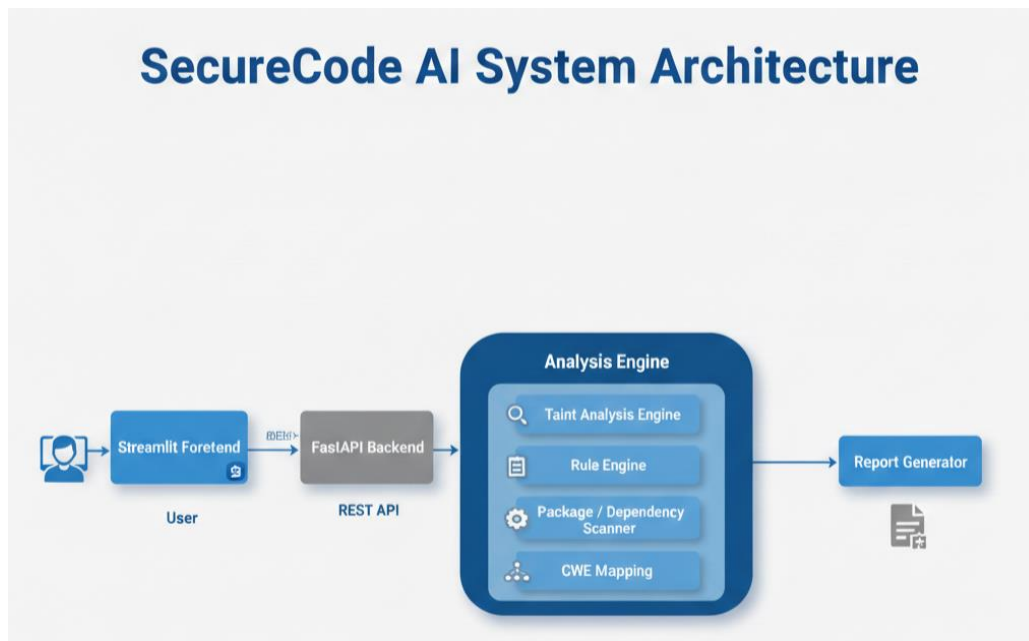 SecureCode AI System Architecture
Analysis Engine
Taint Analysis Engine
Rule Engine
Package / Dependency
Scanner
CWE Mapping
Streamlit Foretend
User
FastAPI Backend
REST API
Report Generator